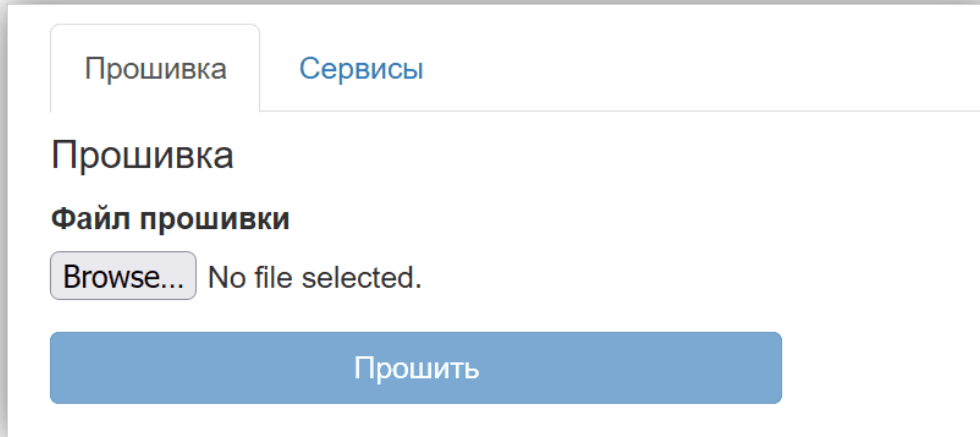 Прошивка Сервисы
Прошивка
Файл прошивки
Browse... No file selected.
Прошить